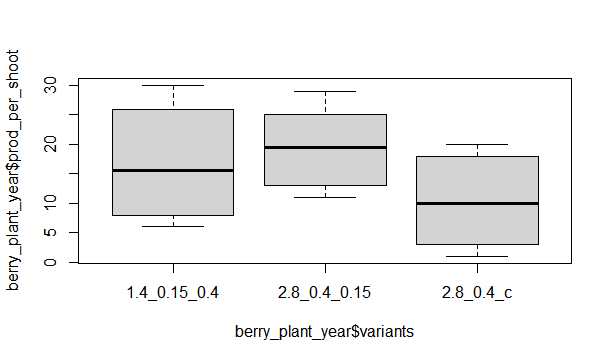 berry_plant_year$prod_per_shoot
30
20
10
5
0
1.4_0.15_0.4 2.8_0.4_0.15 2.8_0.4_c
berry_plant_year$variants